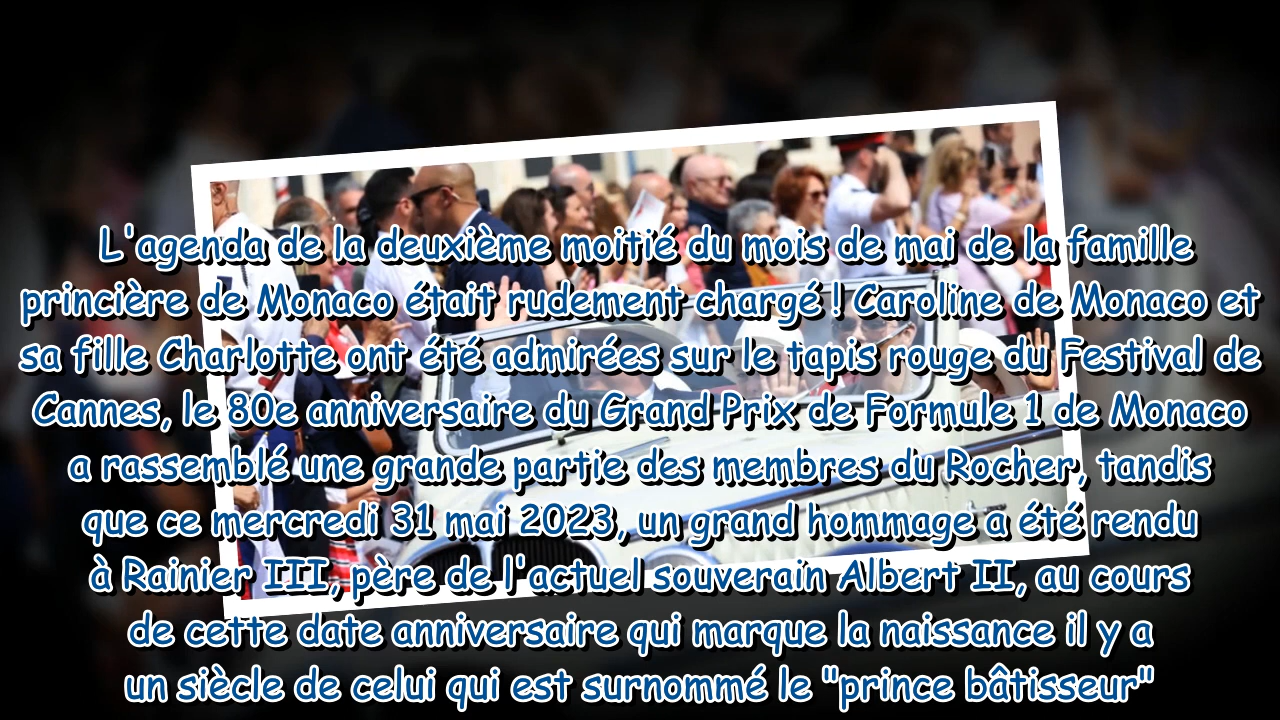 L'agenda de la deuxième moitié du mois de mai de la famille
princière de Monaco était rudement chargé ! Caroline de Monaco et
sa fille Charlotte ont été admirées sur le tapis rouge du Festival de
Cannes, le 80e anniversaire du Grand Prix de Formule 1 de Monaco
a rassemblé une grande partie des membres du Rocher, tandis
que ce mercredi 31 mai 2023, un grand hommage a été rendu
à Rainier III, père de l'actuel souverain Albert II, au cours
de cette date anniversaire qui marque la naissance il y a
un siècle de celui qui est surnommé le "prince bâtisseur"